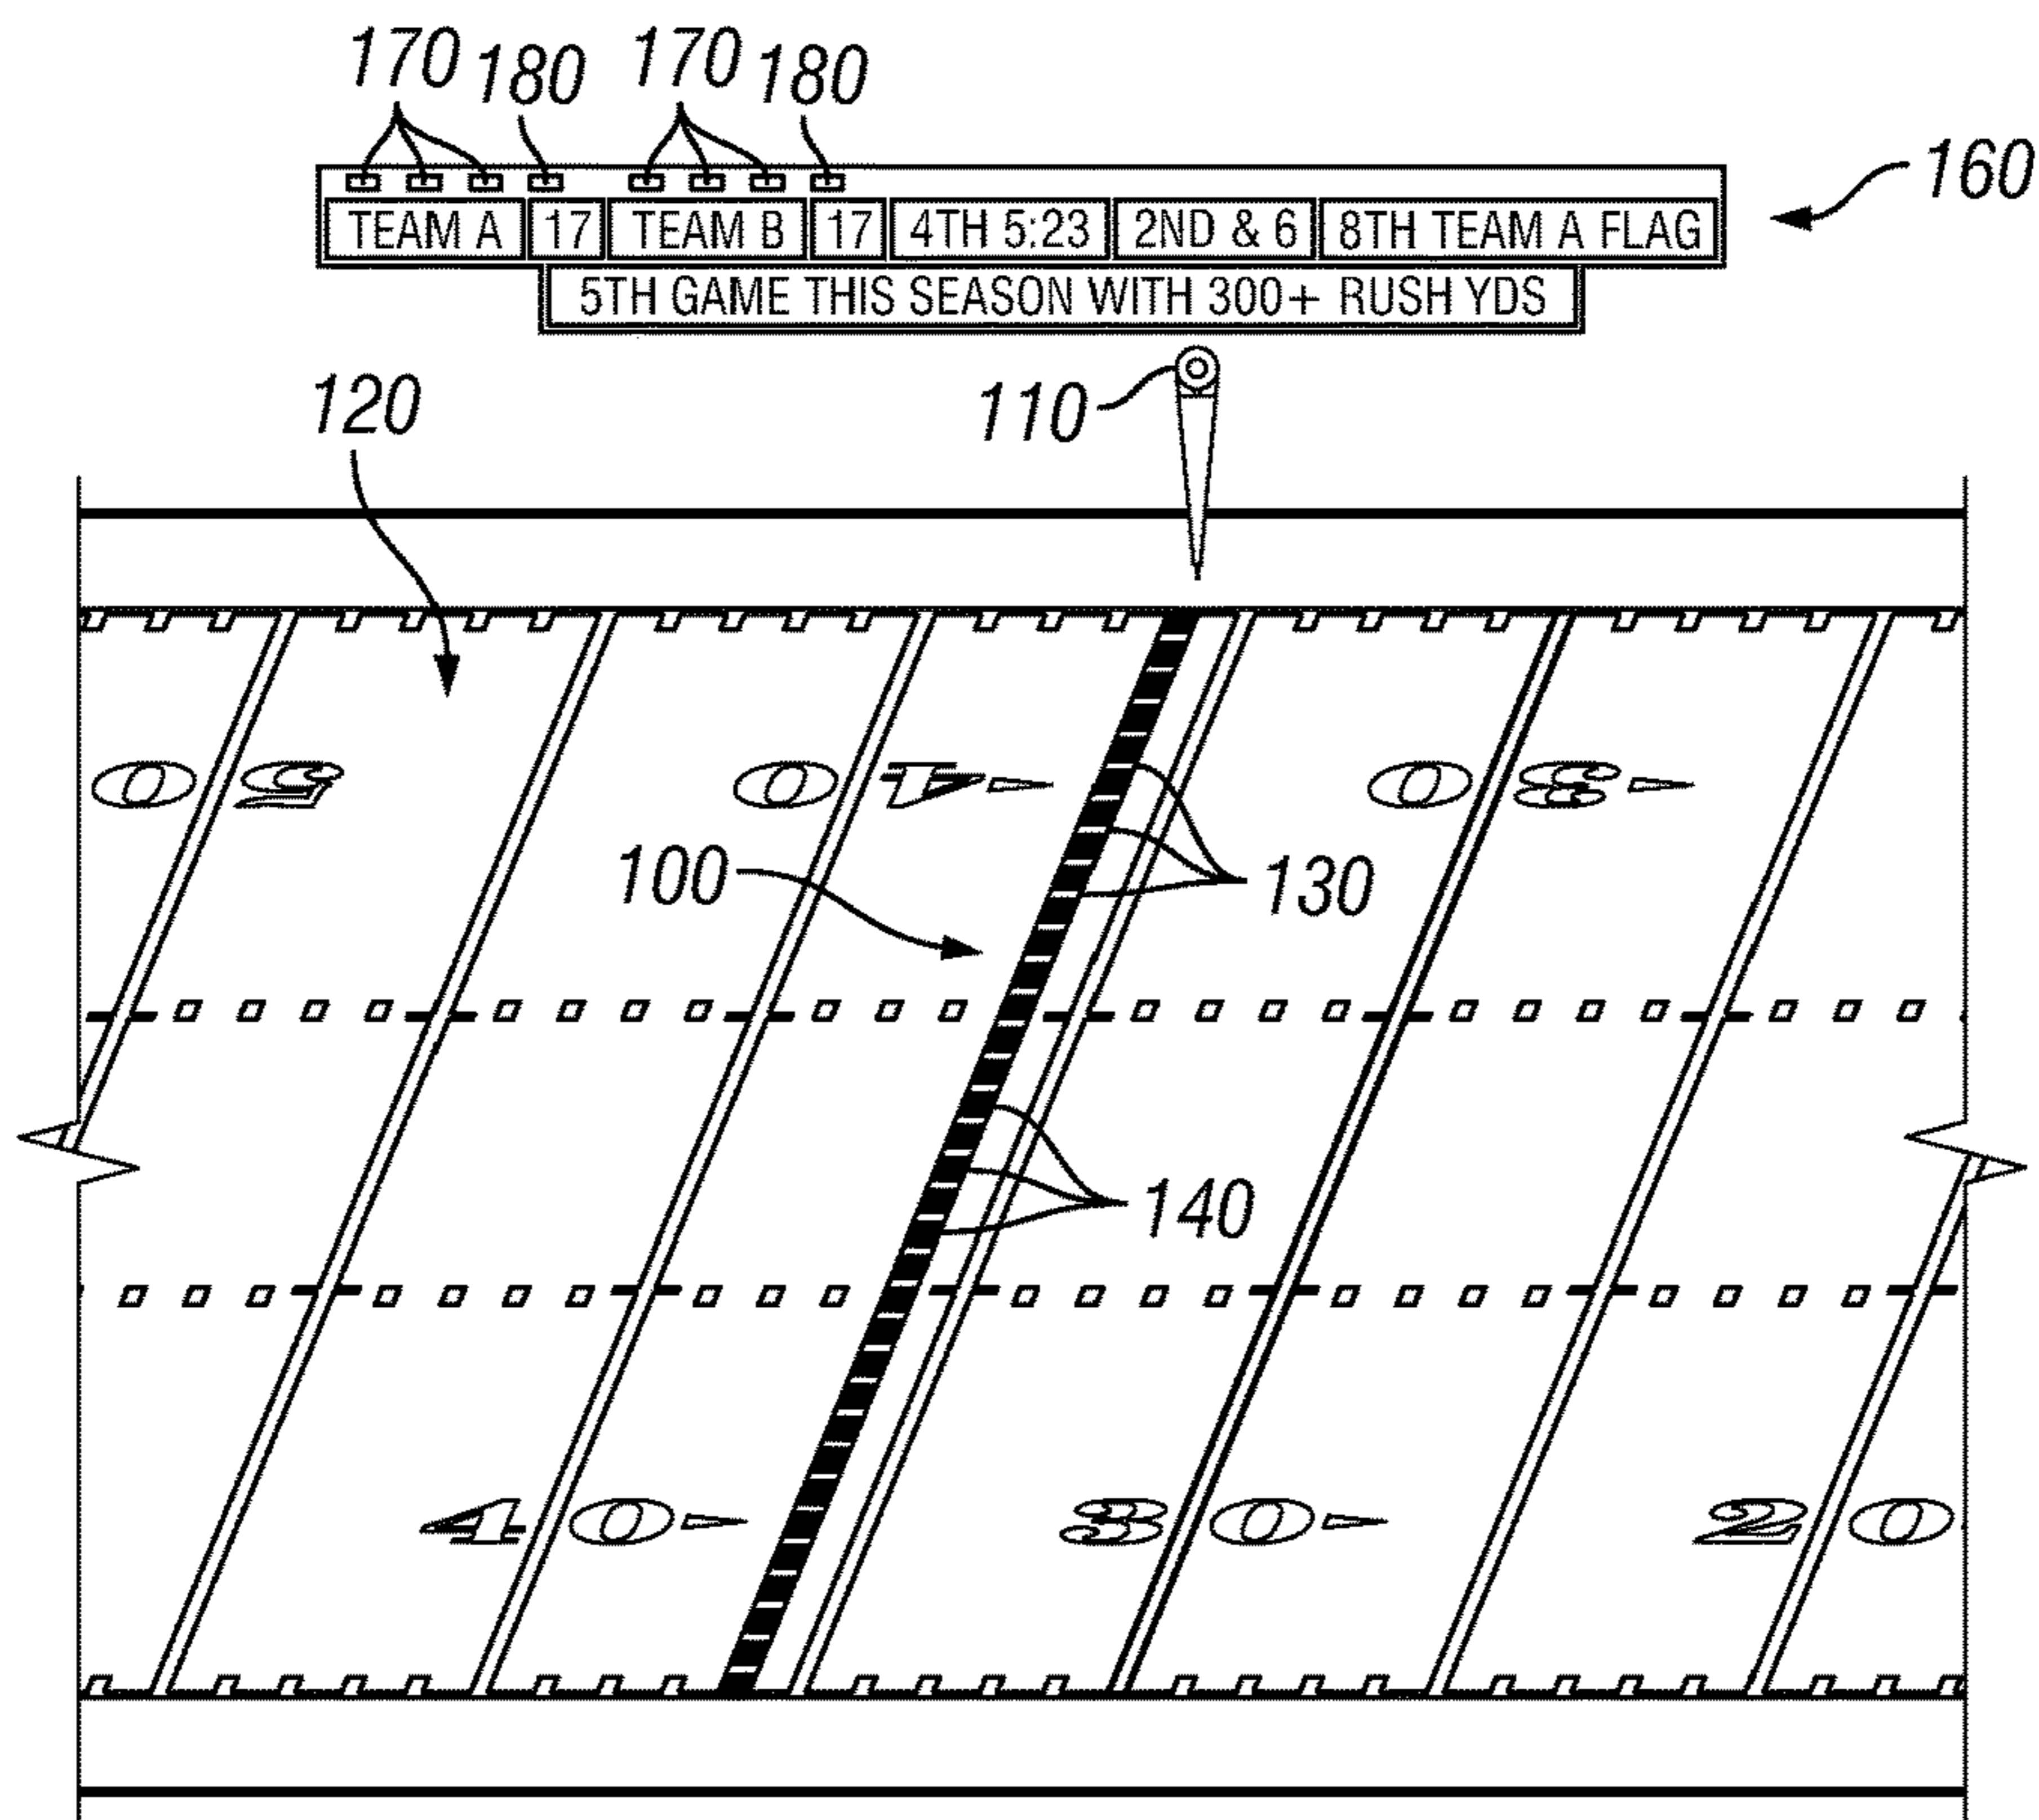 170 180 170 180
160
TEAM A 17 TEAM B 17 4TH 5:23 2ND & 6 8TH TEAM A FLAG
5TH GAME THIS SEASON WITH 300+ RUSH YDS
120
110
50 40 30
100
130
140
40 30 20